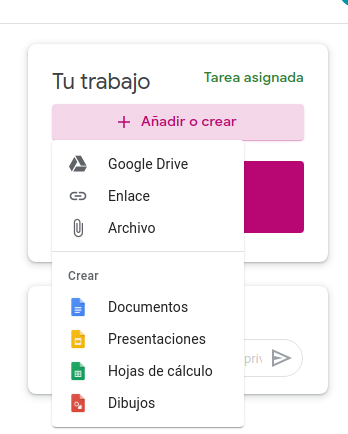 Tu trabajo
Tarea asignada
Añadir o crear
Google Drive
Enlace
Archivo
Crear
Documentos
Presentaciones
Hojas de cálculo
Dibujos